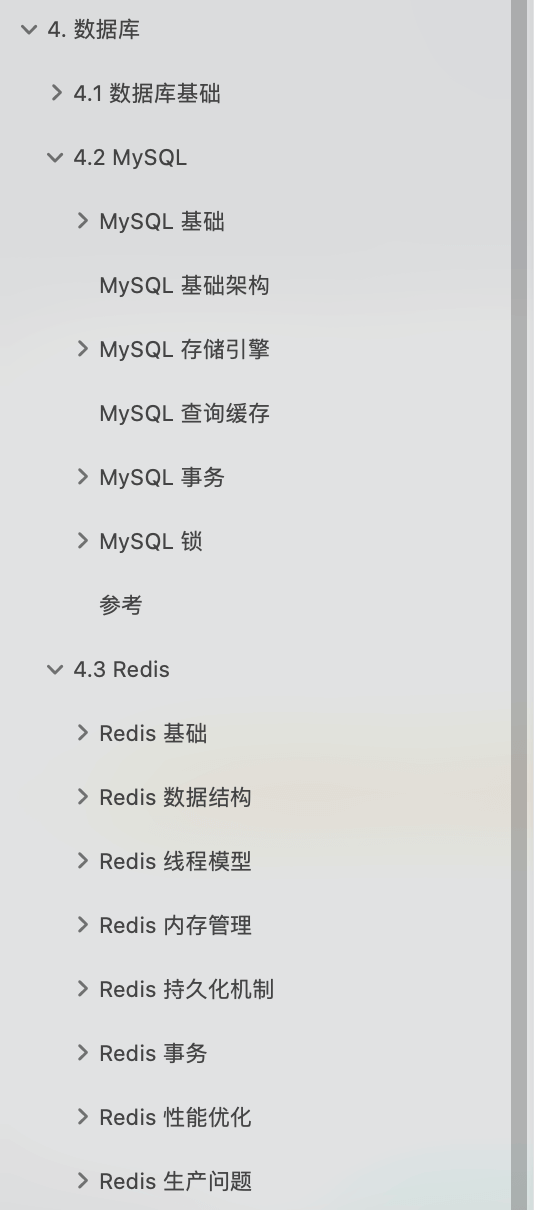 4. 数据库
4.1 数据库基础
4.2 MySQL
MySQL 基础
MySQL 基础架构
MySQL 存储引擎
MySQL 查询缓存
MySQL 事务
MySQL 锁
参考
4.3 Redis
Redis 基础
Redis 数据结构
Redis 线程模型
Redis 内存管理
Redis 持久化机制
Redis 事务
Redis 性能优化
Redis 生产问题